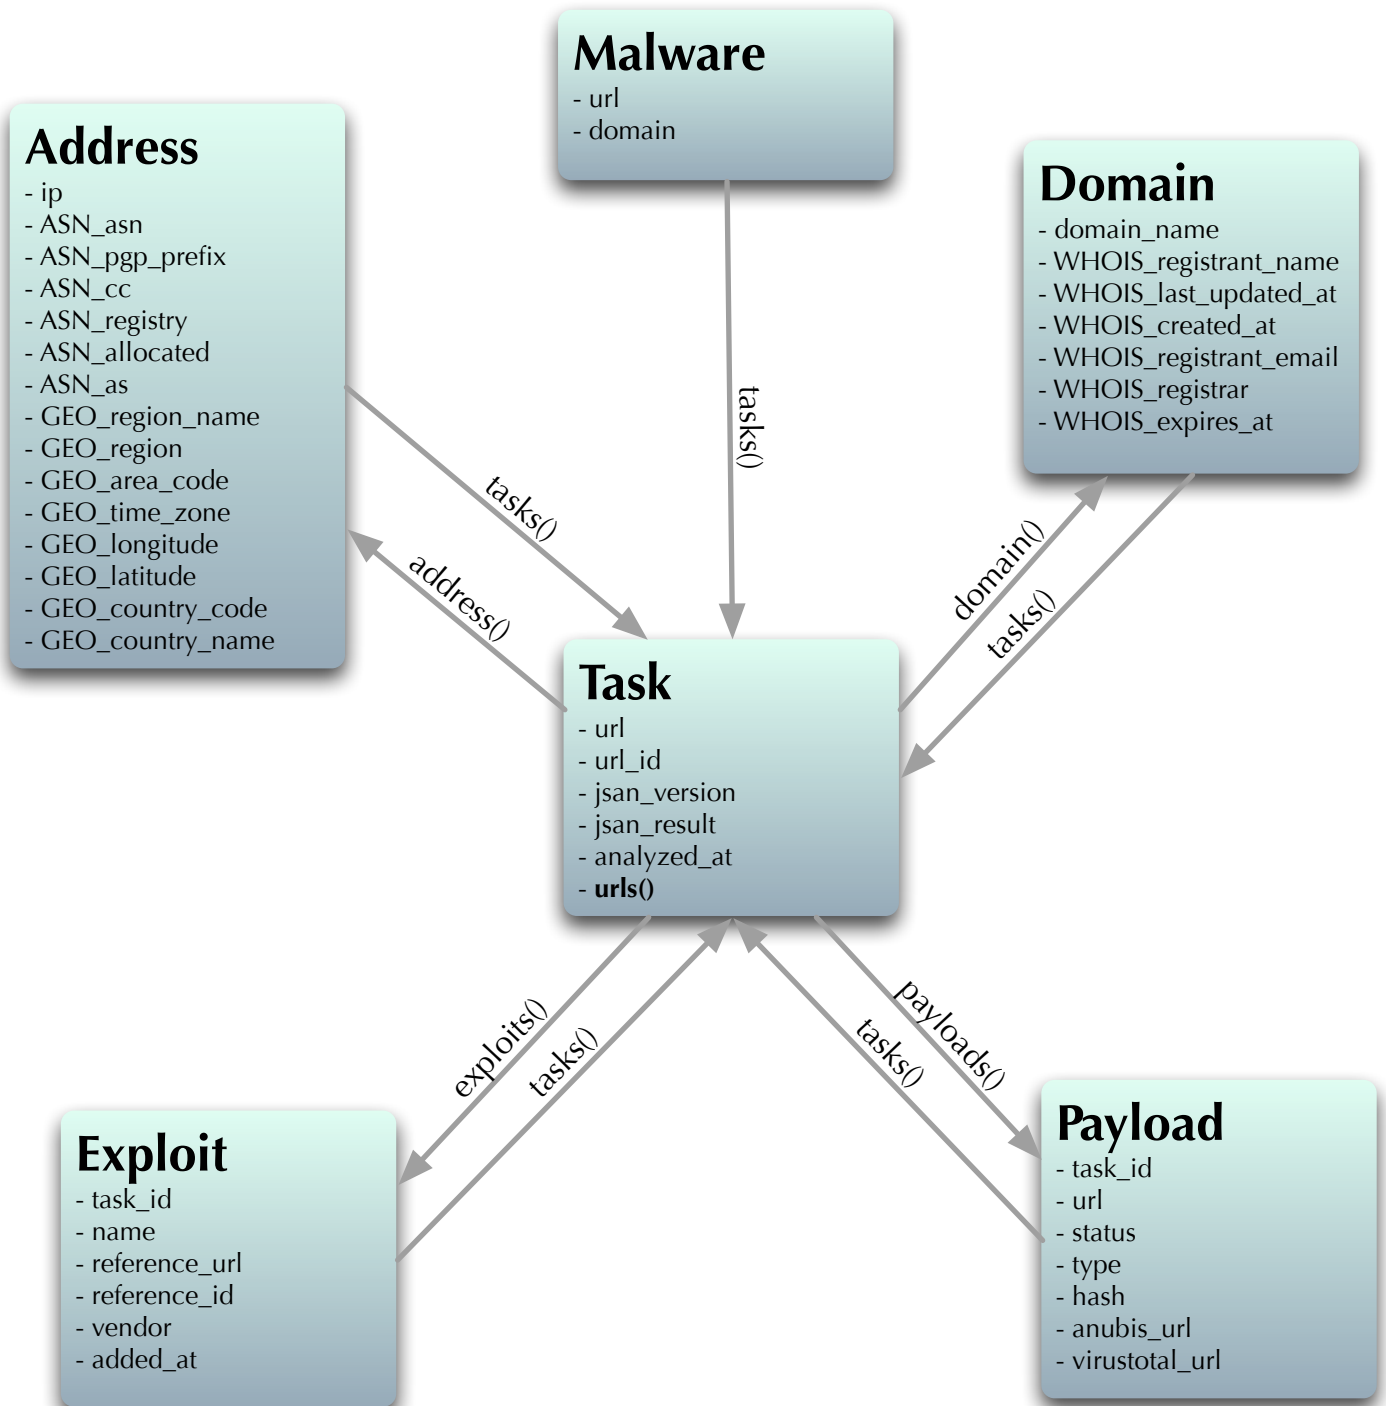 Malware
- url
- domain
Address
- ip
- ASN_asn
- ASN_pgp_prefix
- ASN_cc
- ASN_registry
- ASN_allocated
- ASN_as
- GEO_region_name
- GEO_region
- GEO_area_code
- GEO_time_zone
- GEO_longitude
- GEO_latitude
- GEO_country_code
- GEO_country_name
Domain
- domain_name
- WHOIS_registrant_name
- WHOIS_last_updated_at
- WHOIS_created_at
- WHOIS_registrant_email
- WHOIS_registrar
- WHOIS_expires_at
tasks()
address()
tasks()
domain()
tasks()
Task
- url
- url_id
- jsan_version
- jsan_result
- analyzed_at
- urls()
exploits()
tasks()
tasks()
payloads()
Exploit
- task_id
- name
- reference_url
- reference_id
- vendor
- added_at
Payload
- task_id
- url
- status
- type
- hash
- anubis_url
- virustotal_url